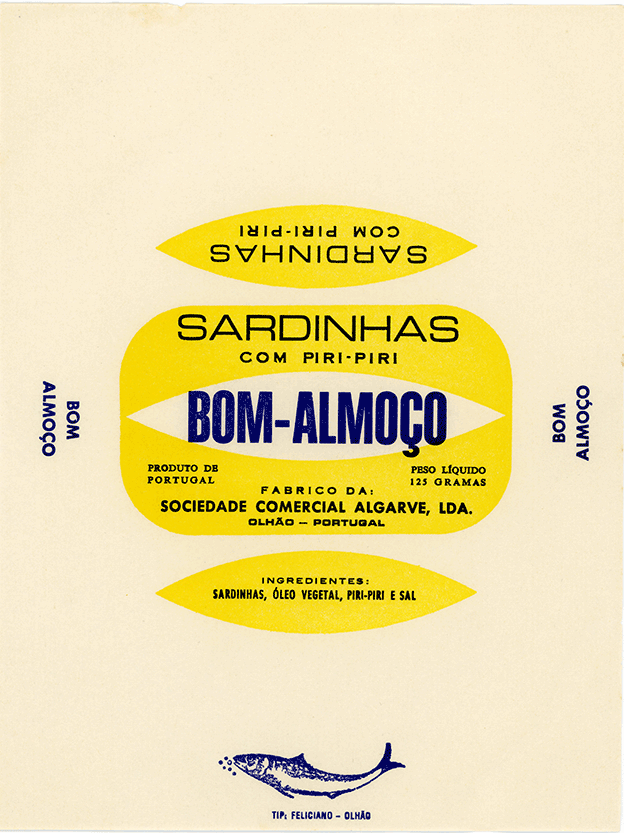 SARDINHAS
COM PIRI-PIRI
SARDINHAS
COM PIRI-PIRI
BOM-ALMOÇO
BOM
ALMOÇO
BOM
ALMOÇO
PRODUTO DE
PORTUGAL
PESO LÍQUIDO
125 GRAMAS
FABRICO DA:
SOCIEDADE COMERCIAL ALGARVE, LDA.
OLHÃO — PORTUGAL
INGREDIENTES:
SARDINHAS, ÓLEO VEGETAL, PIRI-PIRI E SAL
TIP: FELICIANO - OLHÃO